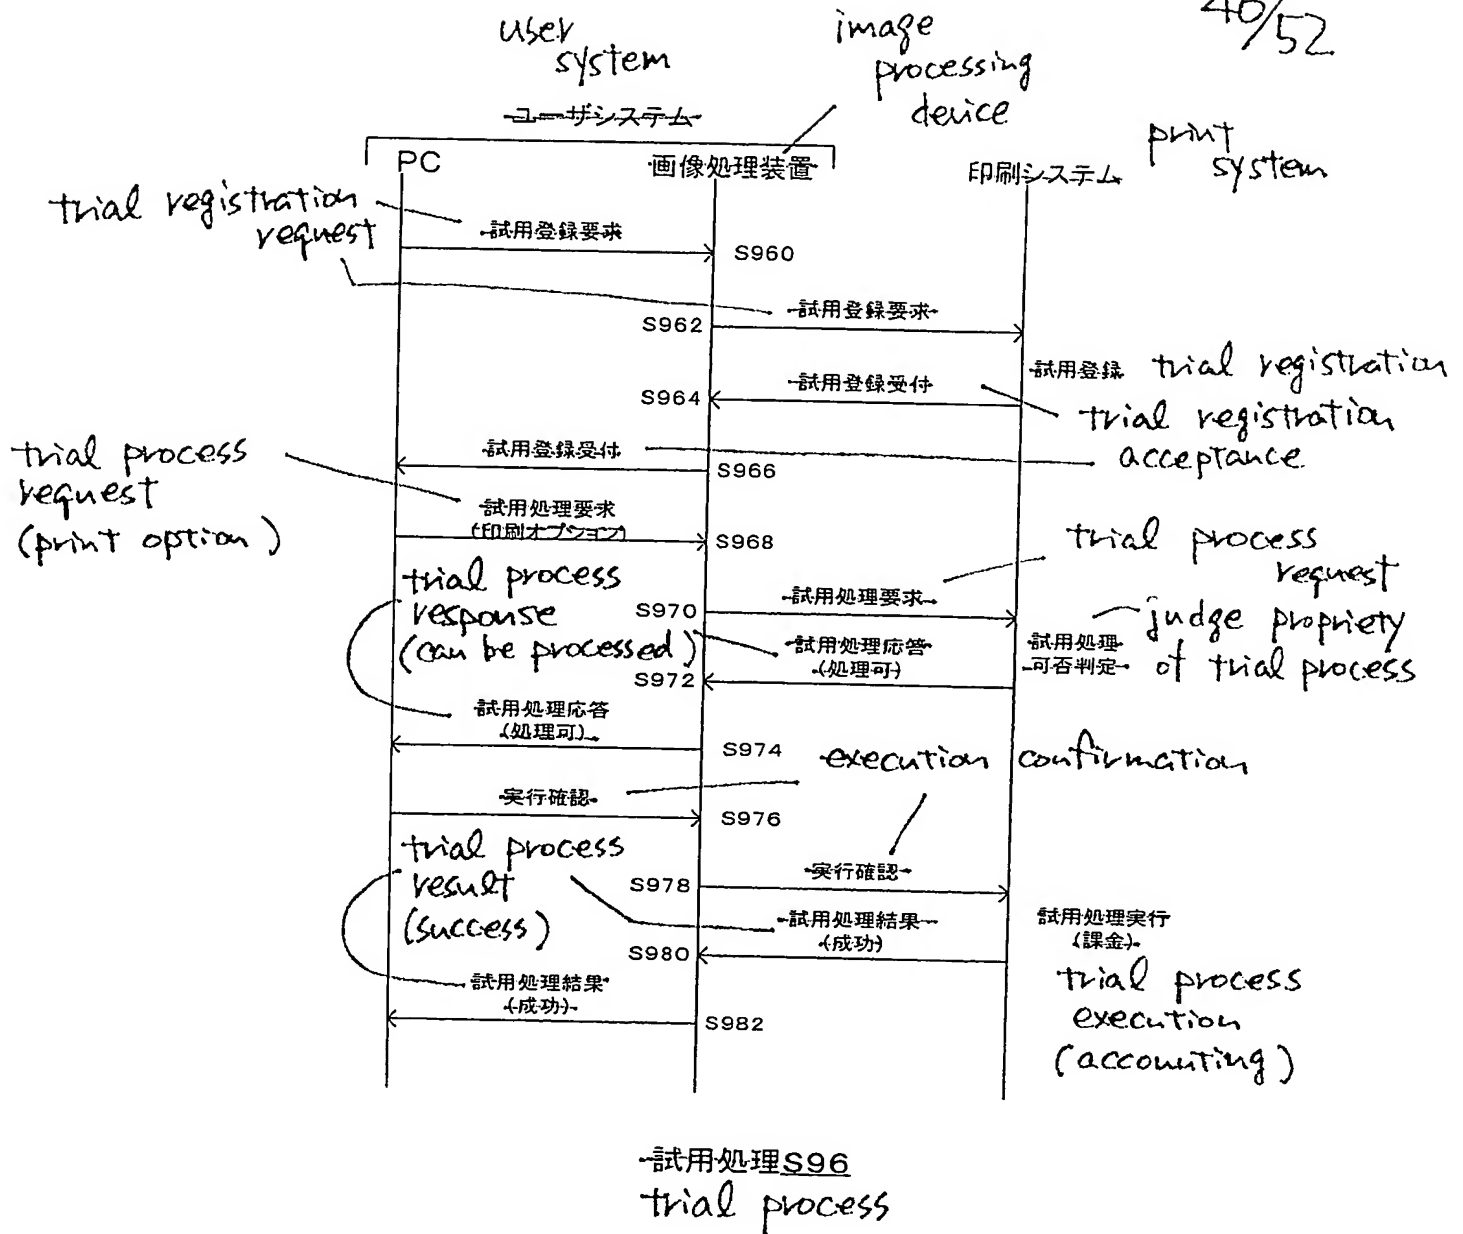 40/52
user
system
image
processing
device
ユーザシステム
print
system
PC
画像処理装置
印刷システム
trial registration
request
試用登録要求
S960
試用登録要求
S962
試用登録
trial registration
試用登録受付
S964
trial registration
acceptance
試用登録受付
S966
trial process
request
(print option)
試用処理要求
(印刷オプション)
S968
trial process
request
試用処理要求
S970
trial process
response
(can be processed)
judge propriety
of trial process
試用処理
可否判定
試用処理応答
(処理可)
S972
試用処理応答
(処理可)
S974
execution confirmation
実行確認
S976
trial process
result
(success)
実行確認
S978
試用処理結果
(成功)
S980
試用処理実行
(課金)
trial process
execution
(accounting)
試用処理結果
(成功)
S982
試用処理S96
trial process